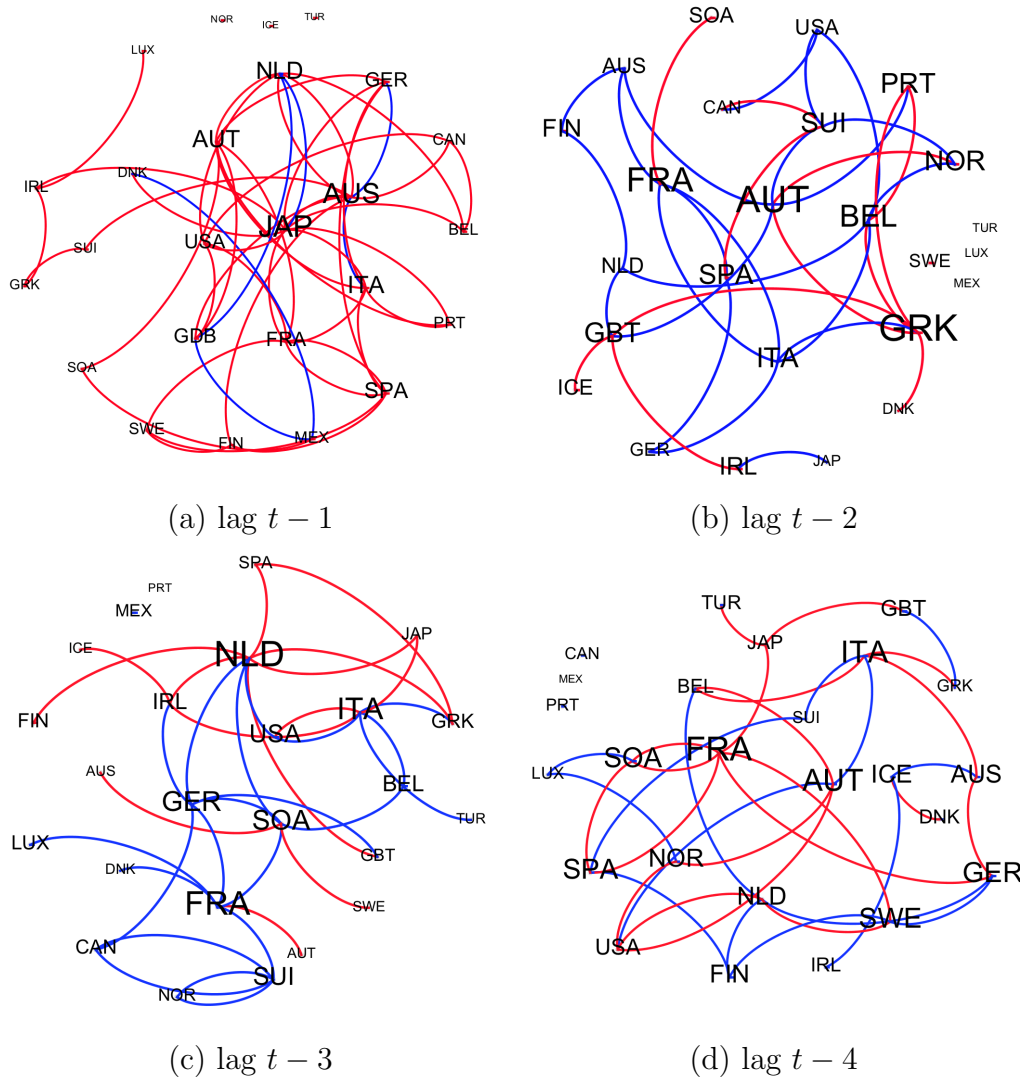 NOR
ICE
TUR
LUX
NLD
GER
AUT
CAN
DNK
IRL
AUS
JAP
BEL
USA
SUI
GRK
ITA
PRT
GDB
FRA
SOA
SPA
SWE
FIN
MEX
(a) lag t − 1
SOA
USA
AUS
PRT
CAN
FIN
SUI
NOR
FRA
AUT
BEL
TUR
LUX
SWE
NLD
SPA
MEX
GBT
GRK
ITA
ICE
DNK
GER
IRL
JAP
(b) lag t − 2
SPA
PRT
MEX
JAP
ICE
NLD
IRL
ITA
FIN
USA
GRK
AUS
BEL
GER
SOA
TUR
LUX
GBT
DNK
FRA
SWE
CAN
AUT
SUI
NOR
(c) lag t − 3
TUR
GBT
JAP
ITA
CAN
MEX
BEL
GRK
PRT
SUI
FRA
SOA
LUX
AUT
ICE
AUS
DNK
NOR
SPA
GER
NLD
SWE
USA
IRL
FIN
(d) lag t − 4